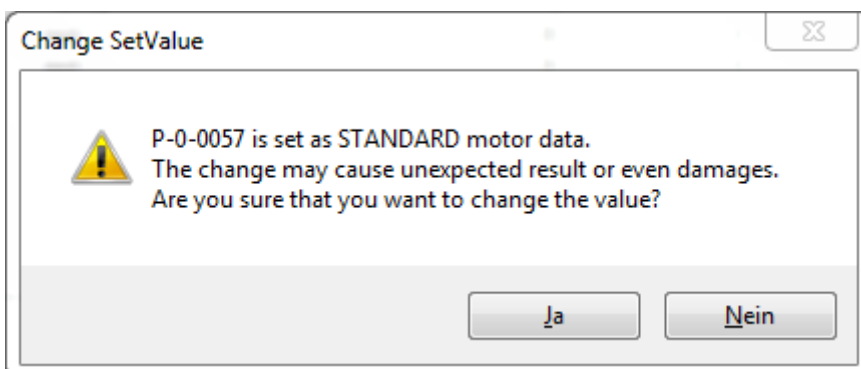 Change SetValue
P-0-0057 is set as STANDARD motor data.
The change may cause unexpected result or even damages.
Are you sure that you want to change the value?
Ja
Nein